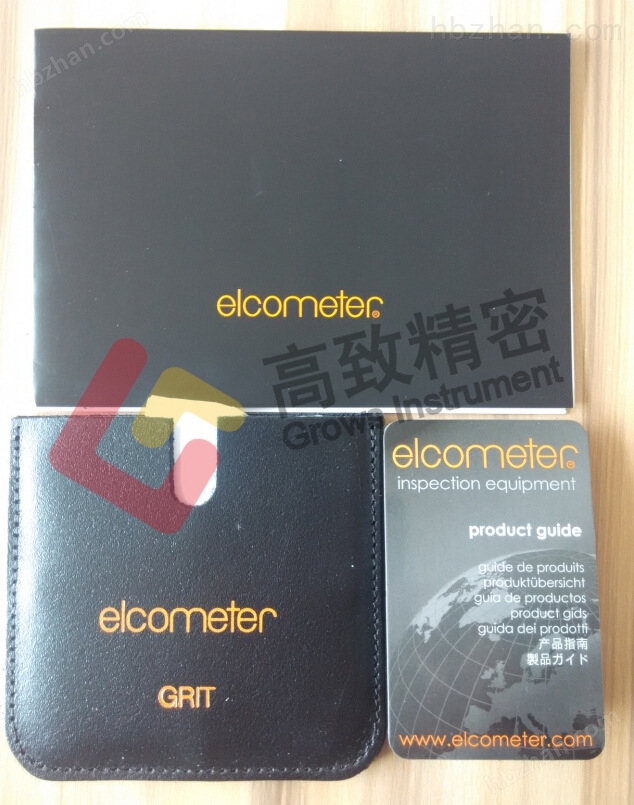 hbzhan.com
elcometer®
高致精密
Grows Instrument
elcometer
GRIT
elcometer®
inspection equipment
product guide
guide de produits
produktübersicht
guia de productos
product gids
guida dei prodotti
产品指南
製品ガイド
www.elcometer.com